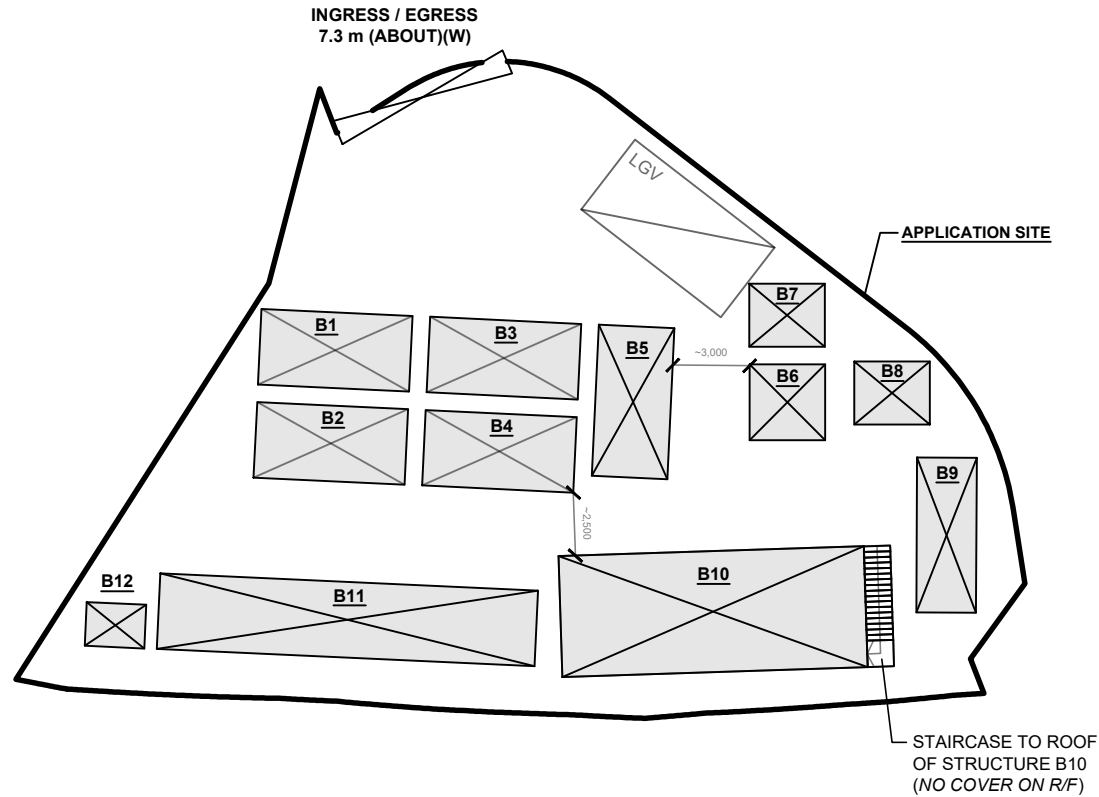 INGRESS / EGRESS
7.3 m (ABOUT)(W)
LGV
APPLICATION SITE
B7
B1
B3
B5
~3,000
B6
B8
B2
B4
B9
~2,500
B10
B12
B11
STAIRCASE TO ROOF
OF STRUCTURE B10
(NO COVER ON R/F)